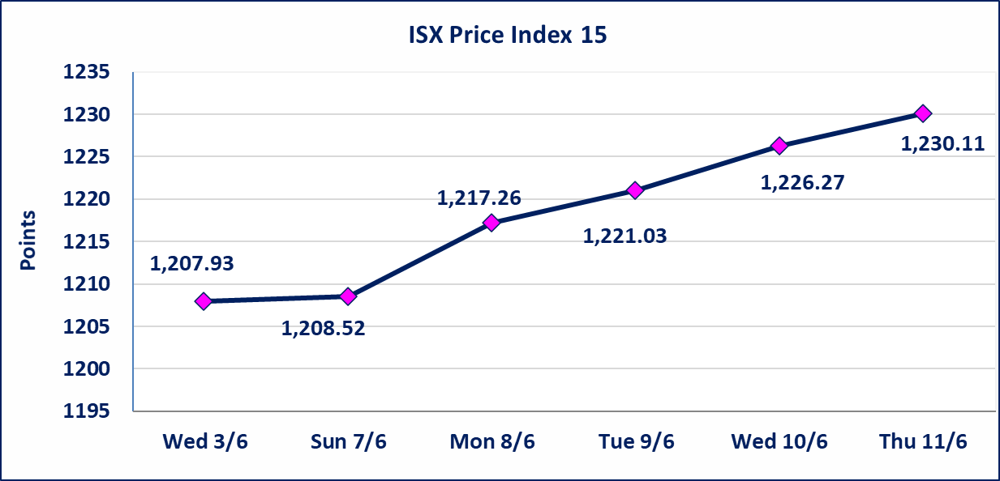 ISX Price Index 15
1235
1230
1225
1220
1215
1210
1205
1200
1195
Points
1,207.93
1,208.52
1,217.26
1,221.03
1,226.27
1,230.11
Wed 3/6
Sun 7/6
Mon 8/6
Tue 9/6
Wed 10/6
Thu 11/6